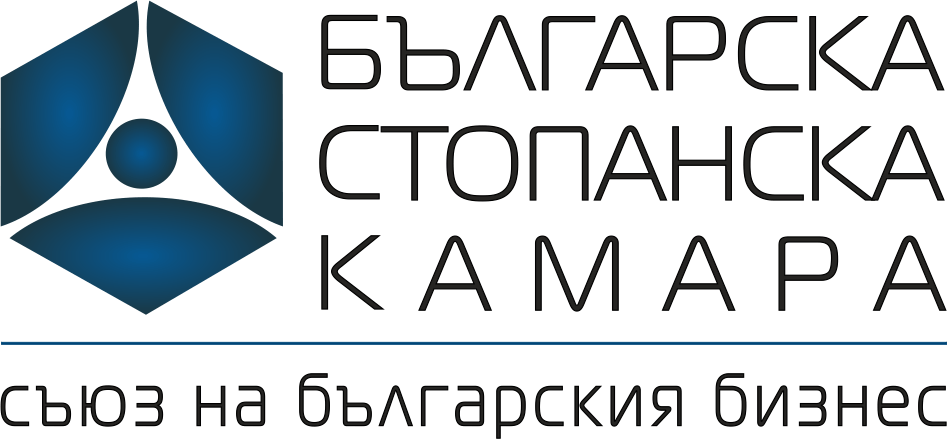 БЪЛГАРСКА
СТОПАНСКА
КАМАРА
съюз на българския бизнес